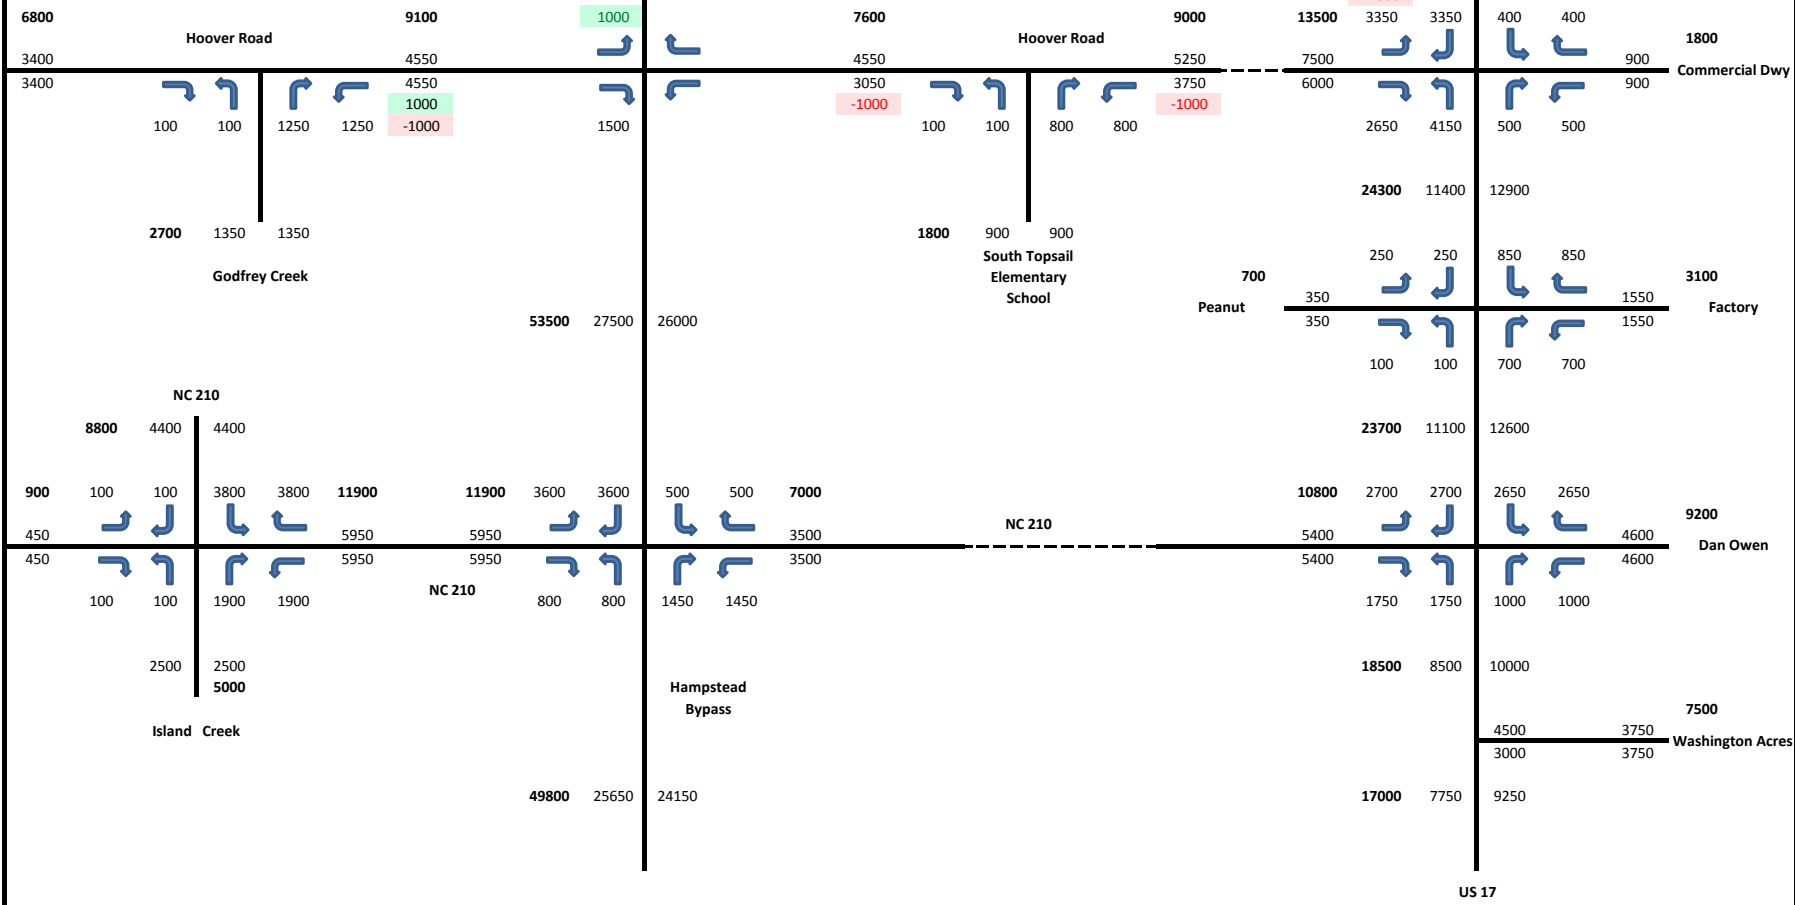 6800 9100 1000 7600 9000 13500 3350 3350 400 400
Hoover Road Hoover Road 1800
3400 4550 4550 5250 7500 900
Commercial Dwy
3400 4550 3050 3750 6000 900
1000 -1000 -1000
100 100 1250 1250 -1000 1500 100 100 800 800 2650 4150 500 500
24300 11400 12900
2700 1350 1350 1800 900 900
South Topsail
250 250 850 850
Godfrey Creek Elementary 700 3100
School
350 1550
Peanut Factory
53500 27500 26000 350 1550
100 100 700 700
NC 210
8800 4400 4400 23700 11100 12600
900 100 100 3800 3800 11900 11900 3600 3600 500 500 7000 10800 2700 2700 2650 2650
NC 210 9200
450 5950 5950 3500 5400 4600
Dan Owen
450 5950 5950 3500 5400 4600
NC 210
100 100 1900 1900 800 800 1450 1450 1750 1750 1000 1000
2500 2500 18500 8500 10000
5000 Hampstead
Bypass 7500
Island Creek 4500 3750
Washington Acres
3000 3750
49800 25650 24150 17000 7750 9250
US 17